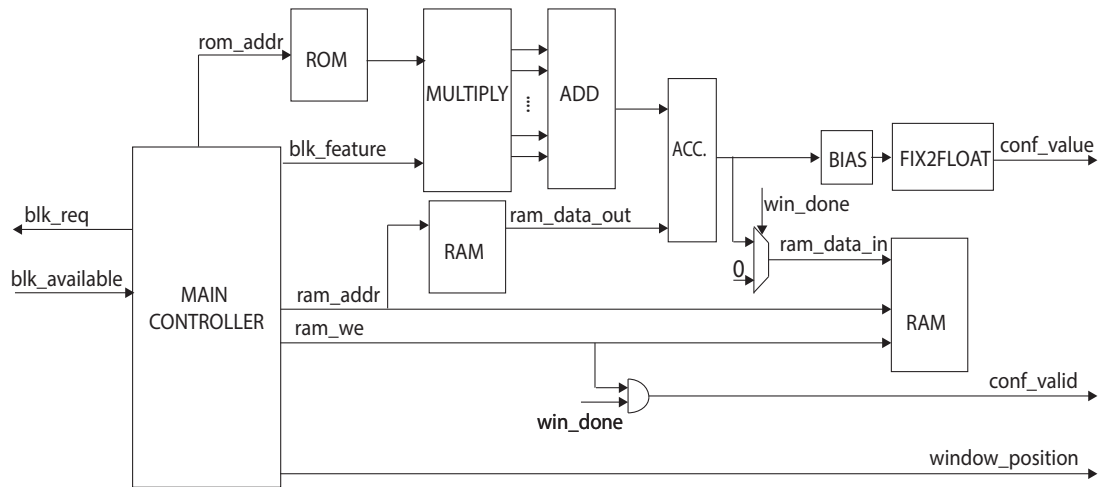 rom_addr
ROM
MULTIPLY
....
ADD
ACC.
blk_feature
BIAS
FIX2FLOAT
conf_value
blk_req
blk_available
MAIN
CONTROLLER
RAM
ram_data_out
win_done
0
ram_data_in
ram_addr
ram_we
RAM
win_done
conf_valid
window_position